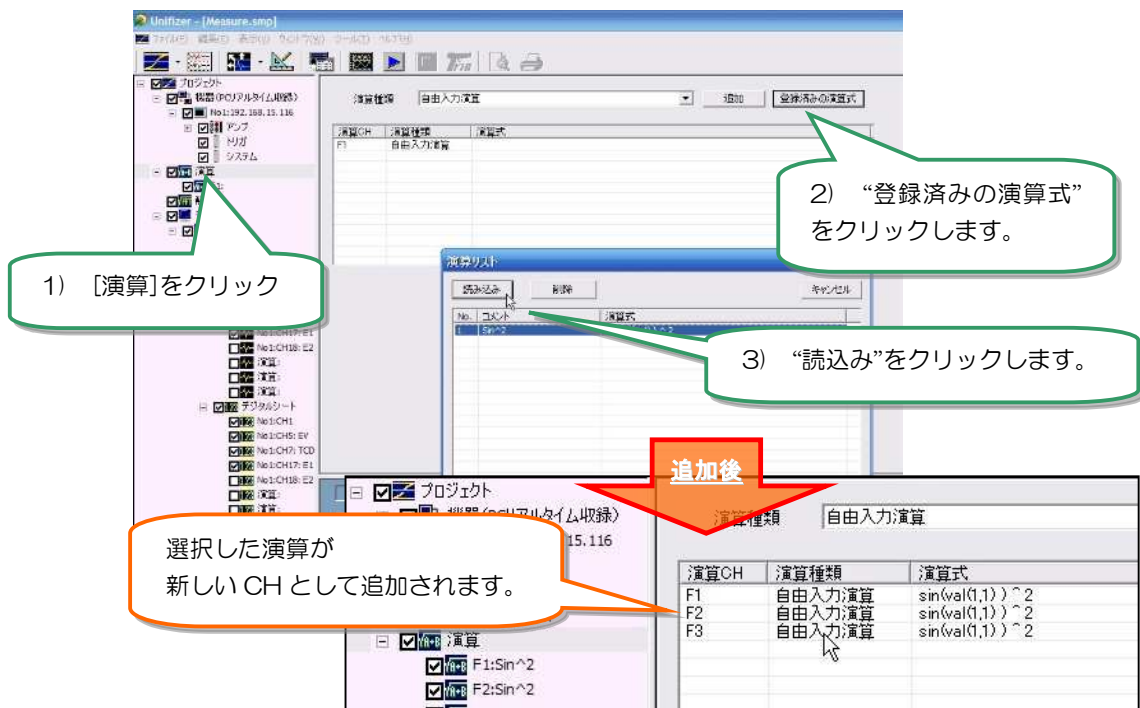 Unifizer - [Measure.smp]
プロジェクト
機器(PCリアルタイム収録)
No1:192.168.15.116
アンプ
トリガ
システム
演算
演算種類 自由入力演算 追加 登録済みの演算式
演算CH 演算種類 演算式
F1 自由入力演算
2) “登録済みの演算式”
をクリックします。
1) [演算]をクリック
演算リスト
読み込み 削除 キャンセル
No. コメント 演算式
1 Sin^2
3) “読込み”をクリックします。
No1:CH17: E1
No1:CH18: E2
演算:
演算:
演算:
デジタルシート
No1:CH1
No1:CH5: EV
No1:CH7: TCD
No1:CH17: E1
No1:CH18: E2
演算:
演算:
追加後
プロジェクト
(PCリアルタイム収録)
15.116
選択した演算が
新しい CH として追加されます。
演算
F1:Sin^2
F2:Sin^2
演算種類 自由入力演算
演算CH 演算種類 演算式
F1 自由入力演算 sin(val(1,1))^2
F2 自由入力演算 sin(val(1,1))^2
F3 自由入力演算 sin(val(1,1))^2